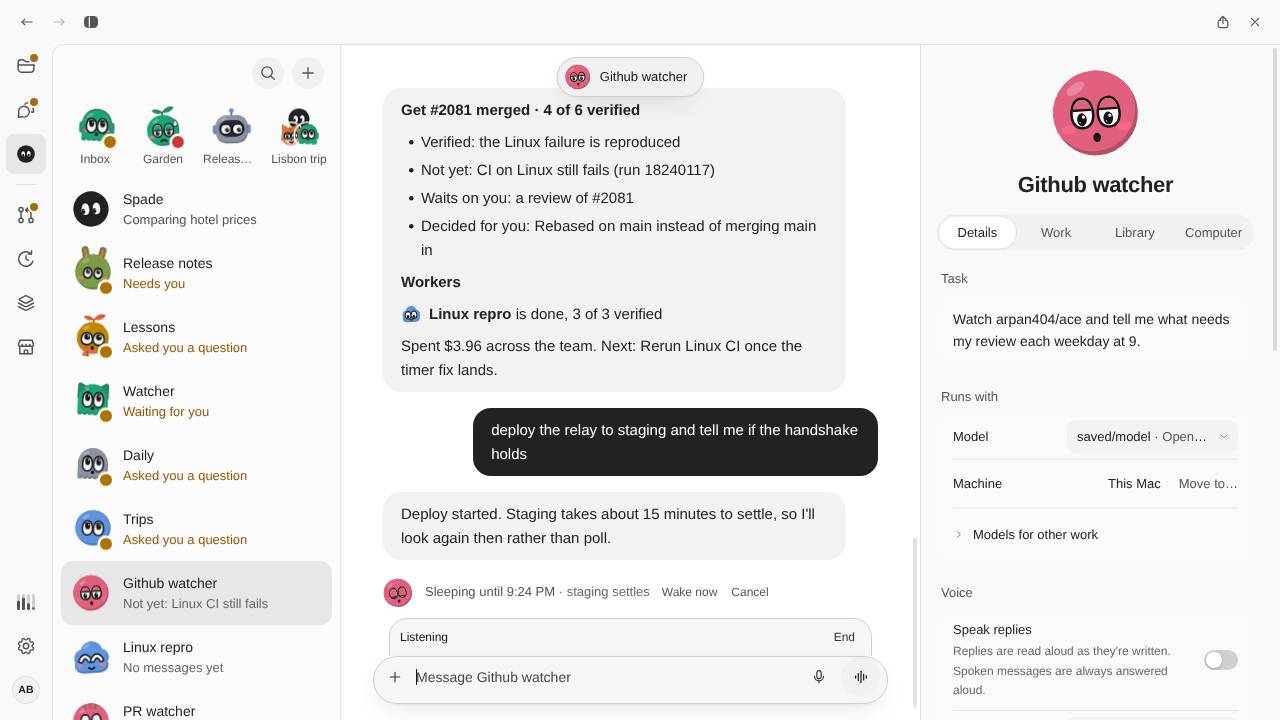 Inbox
Garden
Releas…
Lisbon trip
Spade
Comparing hotel prices
Release notes
Needs you
Lessons
Asked you a question
Watcher
Waiting for you
Daily
Asked you a question
Trips
Asked you a question
Github watcher
Not yet: Linux CI still fails
Linux repro
No messages yet
PR watcher
AB
Github watcher
Get #2081 merged · 4 of 6 verified
• Verified: the Linux failure is reproduced
• Not yet: CI on Linux still fails (run 18240117)
• Waits on you: a review of #2081
• Decided for you: Rebased on main instead of merging main
in
Workers
Linux repro is done, 3 of 3 verified
Spent $3.96 across the team. Next: Rerun Linux CI once the
timer fix lands.
deploy the relay to staging and tell me if the handshake
holds
Deploy started. Staging takes about 15 minutes to settle, so I'll
look again then rather than poll.
Sleeping until 9:24 PM · staging settles Wake now Cancel
Listening End
Message Github watcher
Github watcher
Details Work Library Computer
Task
Watch arpan404/ace and tell me what needs
my review each weekday at 9.
Runs with
Model saved/model · Open…
Machine This Mac Move to…
Models for other work
Voice
Speak replies
Replies are read aloud as they're written.
Spoken messages are always answered
aloud.